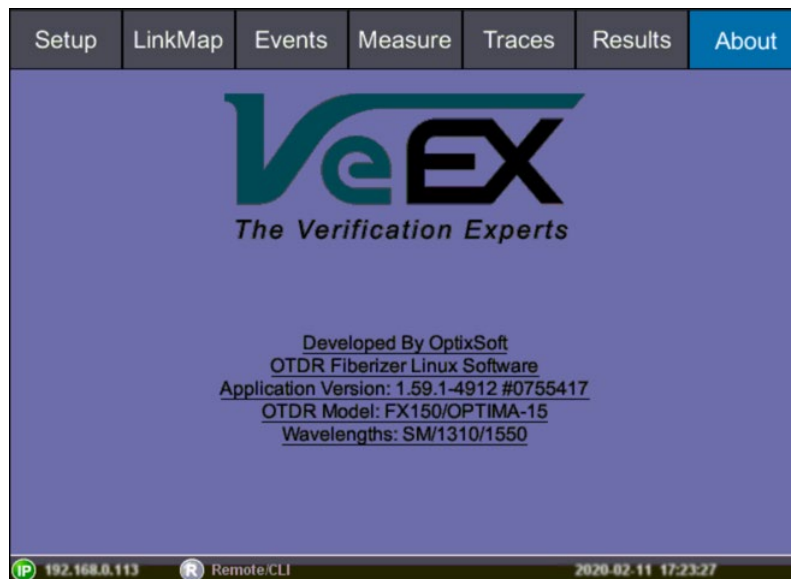 Setup LinkMap Events Measure Traces Results About
VeEX
The Verification Experts
Developed By OptixSoft
OTDR Fiberizer Linux Software
Application Version: 1.59.1-4912 #0755417
OTDR Model: FX150/OPTIMA-15
Wavelengths: SM/1310/1550
IP 192.168.0.113 R Remote/CLI 2020-02-11 17:23:27